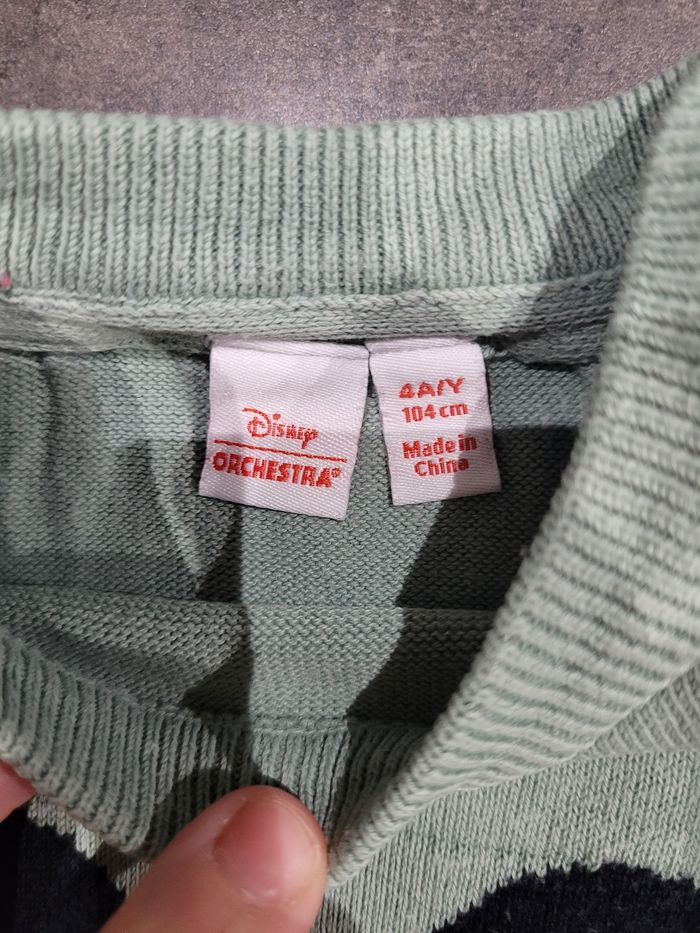 Disney
ORCHESTRA®
4A/Y
104 cm
Made in
China